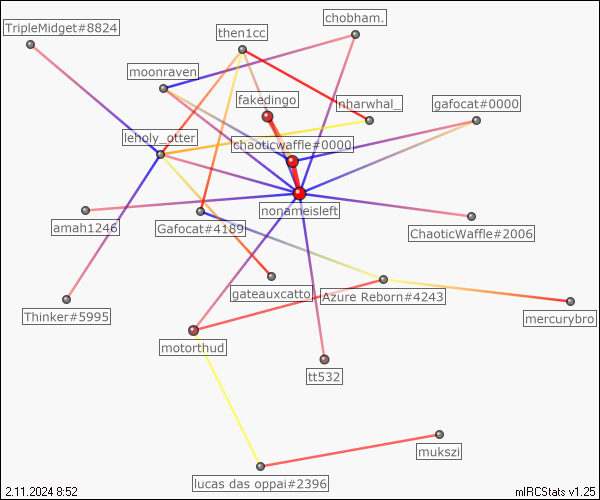 TripleMidget#8824
chobham.
then1cc
moonraven
fakedingo
nharwhal_
gafocat#0000
leholy_otter
chaoticwaffle#0000
nonameisleft
amah1246
Gafocat#4189
ChaoticWaffle#2006
gateauxcatto
Azure Reborn#4243
Thinker#5995
mercurybro
motorthud
tt532
mukszi
lucas das oppai#2396
2.11.2024 8:52
mIRCStats v1.25